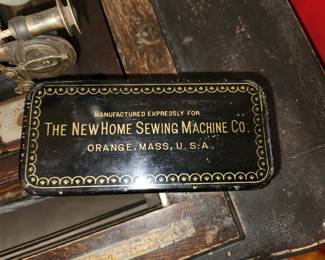 MANUFACTURED EXPRESSLY FOR
THE NEW HOME SEWING MACHINE CO.
ORANGE, MASS, U.S.A.